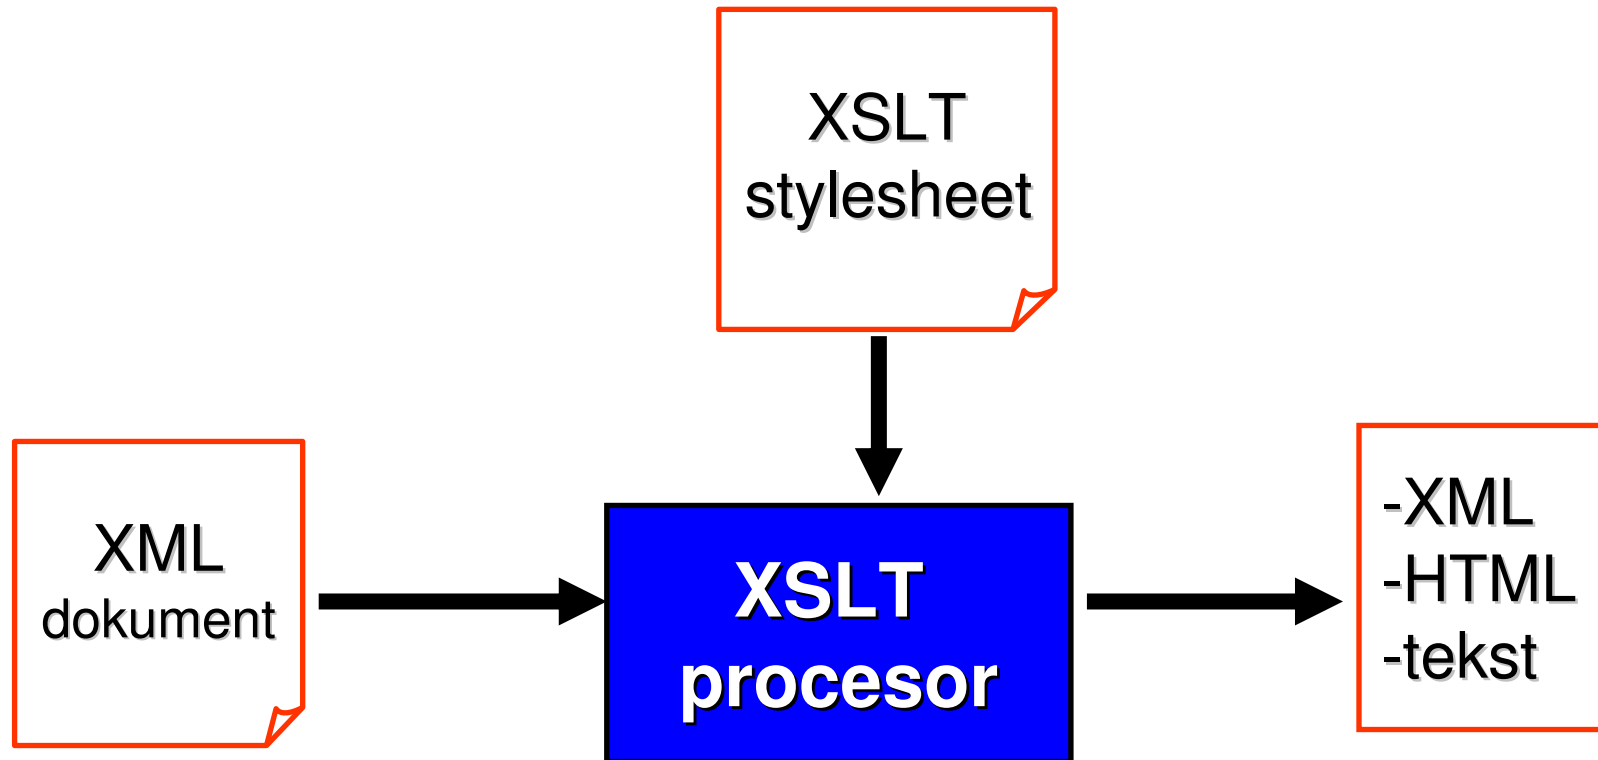 XSLT
stylesheet
XML
dokument
XSLT
procesor
-XML
-HTML
-tekst